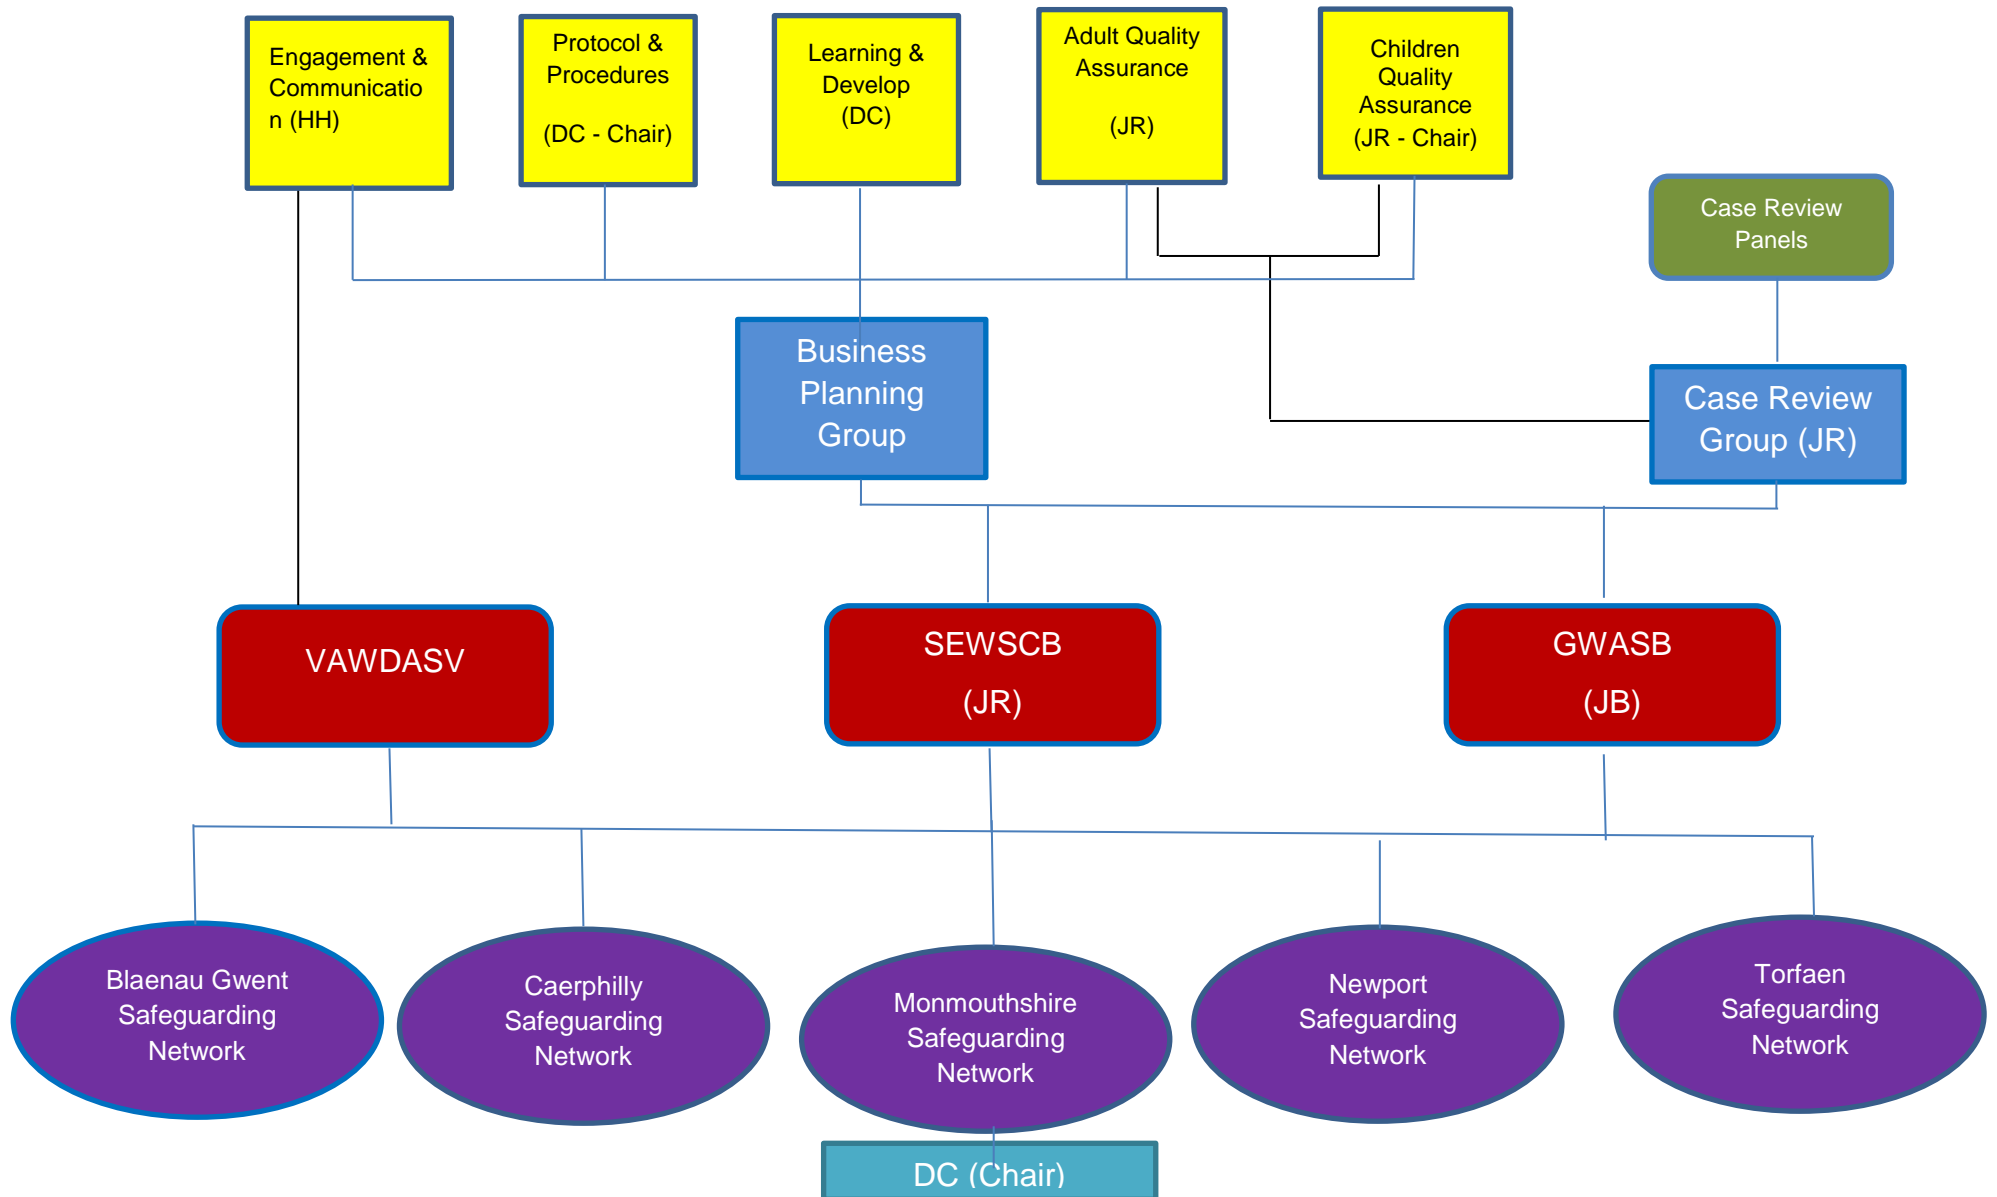 Engagement &
Communicatio
n (HH)
Protocol &
Procedures
(DC - Chair)
Learning &
Develop
(DC)
Adult Quality
Assurance
(JR)
Children
Quality
Assurance
(JR - Chair)
Case Review
Panels
Business
Planning
Group
Case Review
Group (JR)
VAWDASV
SEWSCB
(JR)
GWASB
(JB)
Blaenau Gwent
Safeguarding
Network
Caerphilly
Safeguarding
Network
Monmouthshire
Safeguarding
Network
Newport
Safeguarding
Network
Torfaen
Safeguarding
Network
DC (Chair)